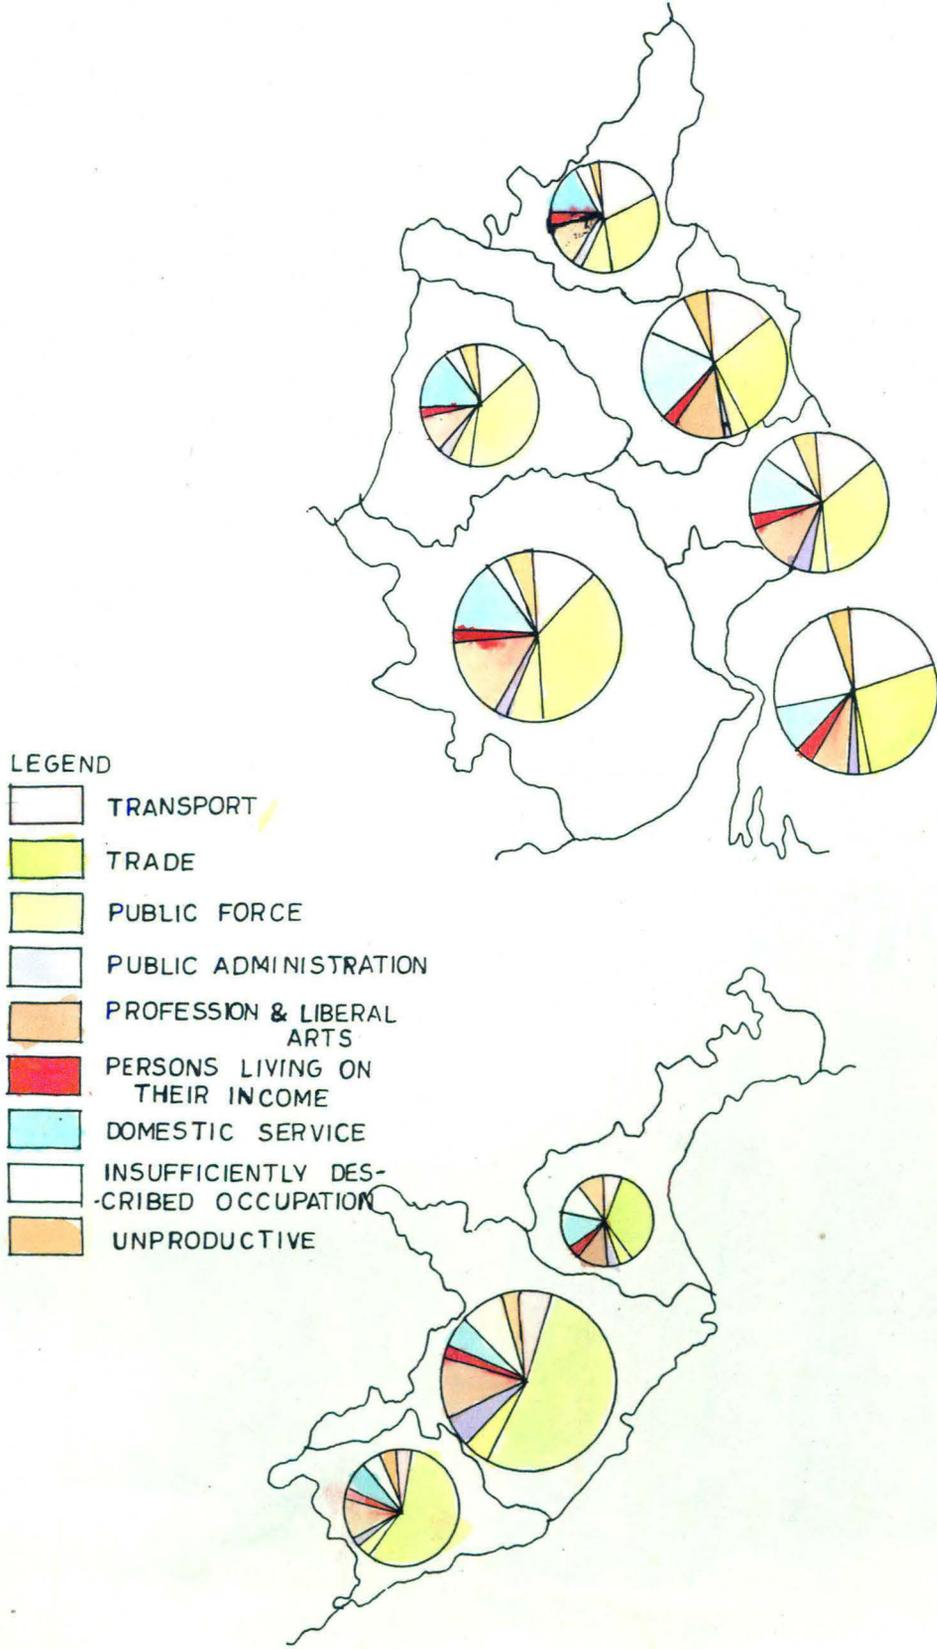 LEGEND
TRANSPORT
TRADE
PUBLIC FORCE
PUBLIC ADMINISTRATION
PROFESSION & LIBERAL
ARTS
PERSONS LIVING ON
THEIR INCOME
DOMESTIC SERVICE
INSUFFICIENTLY DES-
-CRIBED OCCUPATION
UNPRODUCTIVE